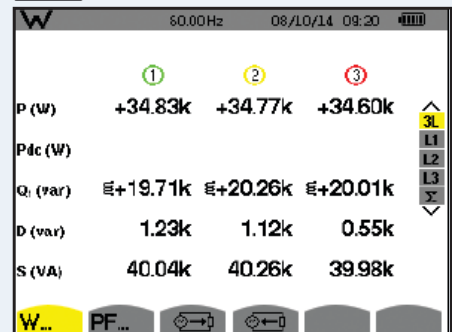 W 60.00Hz 08/10/14 09:20
1 2 3
P (W) +34.83k +34.77k +34.60k
Pdc (W)
Q₁ (var) +19.71k +20.26k +20.01k
D (var) 1.23k 1.12k 0.55k
S (VA) 40.04k 40.26k 39.98k
3L
L1
L2
L3
Σ
W... PF...